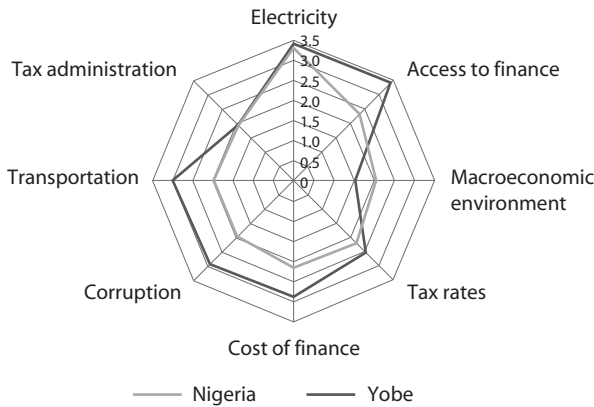 Electricity
3.5
3.0
2.5
2.0
1.5
1.0
0.5
0
Tax administration
Access to finance
Transportation
Macroeconomic
environment
Corruption
Tax rates
Cost of finance
Nigeria
Yobe